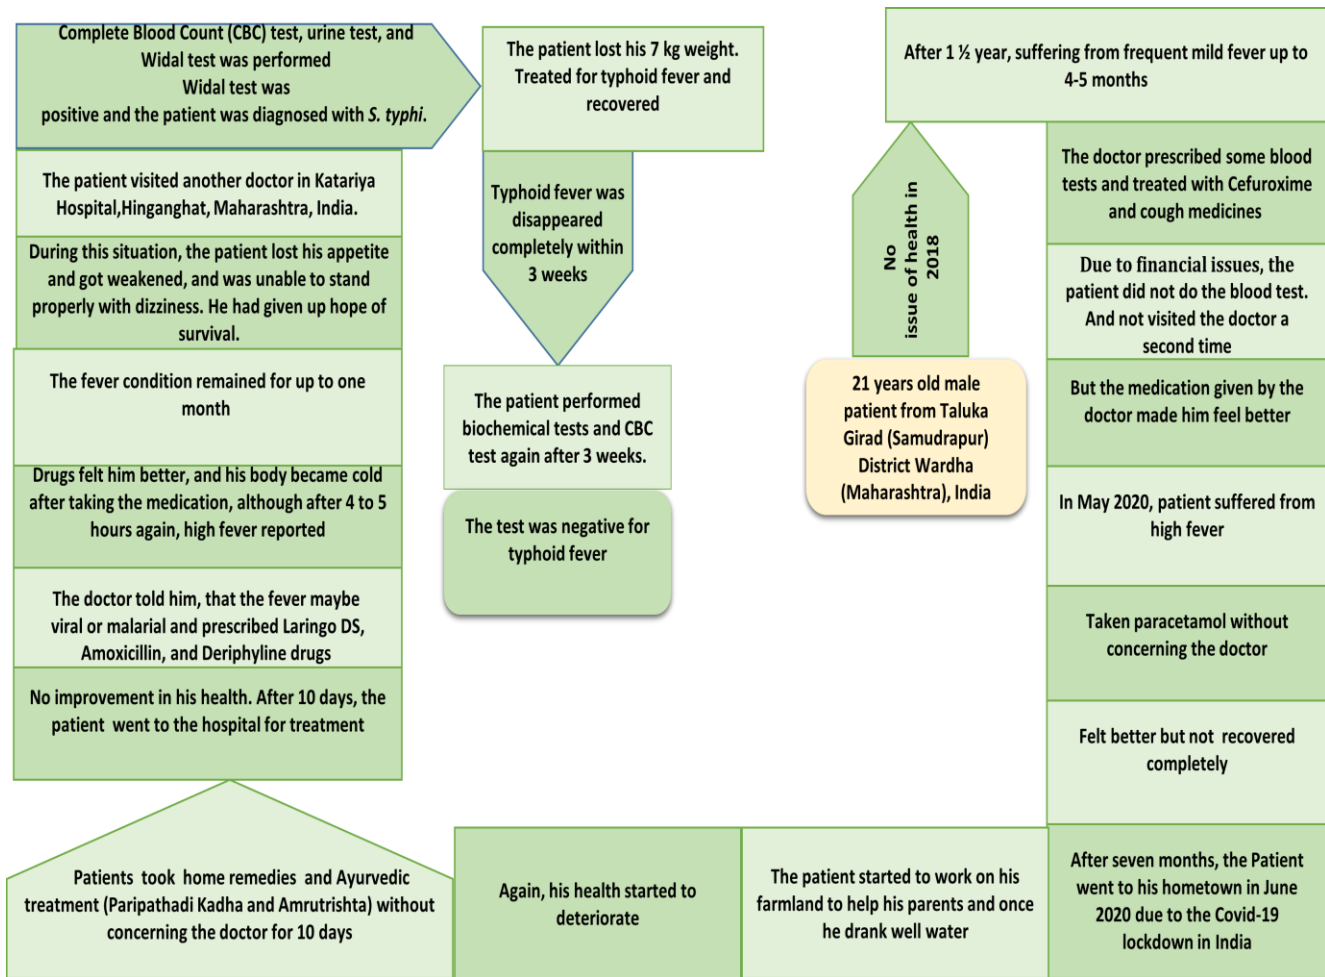 21 years old male
patient from Taluka
Girad (Samudrapur)
District Wardha
(Maharashtra), India
No
issue of health in
2018
After 1 ½ year, suffering from frequent mild fever up to
4-5 months
The doctor prescribed some blood
tests and treated with Cefuroxime
and cough medicines
Due to financial issues, the
patient did not do the blood test.
And not visited the doctor a
second time
But the medication given by the
doctor made him feel better
In May 2020, patient suffered from
high fever
Taken paracetamol without
concerning the doctor
Felt better but not recovered
completely
After seven months, the Patient
went to his hometown in June
2020 due to the Covid-19
lockdown in India
The patient started to work on his
farmland to help his parents and once
he drank well water
Again, his health started to
deteriorate
Patients took home remedies and Ayurvedic
treatment (Paripathadi Kadha and Amrutrishta) without
concerning the doctor for 10 days
No improvement in his health. After 10 days, the
patient went to the hospital for treatment
The doctor told him, that the fever maybe
viral or malarial and prescribed Laringo DS,
Amoxicillin, and Deriphyline drugs
Drugs felt him better, and his body became cold
after taking the medication, although after 4 to 5
hours again, high fever reported
The fever condition remained for up to one
month
During this situation, the patient lost his appetite
and got weakened, and was unable to stand
properly with dizziness. He had given up hope of
survival.
The patient visited another doctor in Katariya
Hospital,Hinganghat, Maharashtra, India.
Complete Blood Count (CBC) test, urine test, and
Widal test was performed
Widal test was
positive and the patient was diagnosed with S. typhi.
The patient lost his 7 kg weight.
Treated for typhoid fever and
recovered
Typhoid fever was
disappeared
completely within
3 weeks
The patient performed
biochemical tests and CBC
test again after 3 weeks.
The test was negative for
typhoid fever